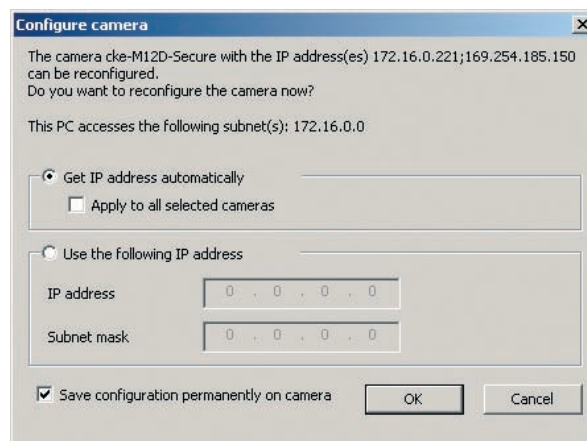 Configure camera
The camera cke-M12D-Secure with the IP address(es) 172.16.0.221;169.254.185.150
can be reconfigured.
Do you want to reconfigure the camera now?
This PC accesses the following subnet(s): 172.16.0.0
Get IP address automatically
Apply to all selected cameras
Use the following IP address
IP address 0 . 0 . 0 . 0
Subnet mask 0 . 0 . 0 . 0
Save configuration permanently on camera OK Cancel